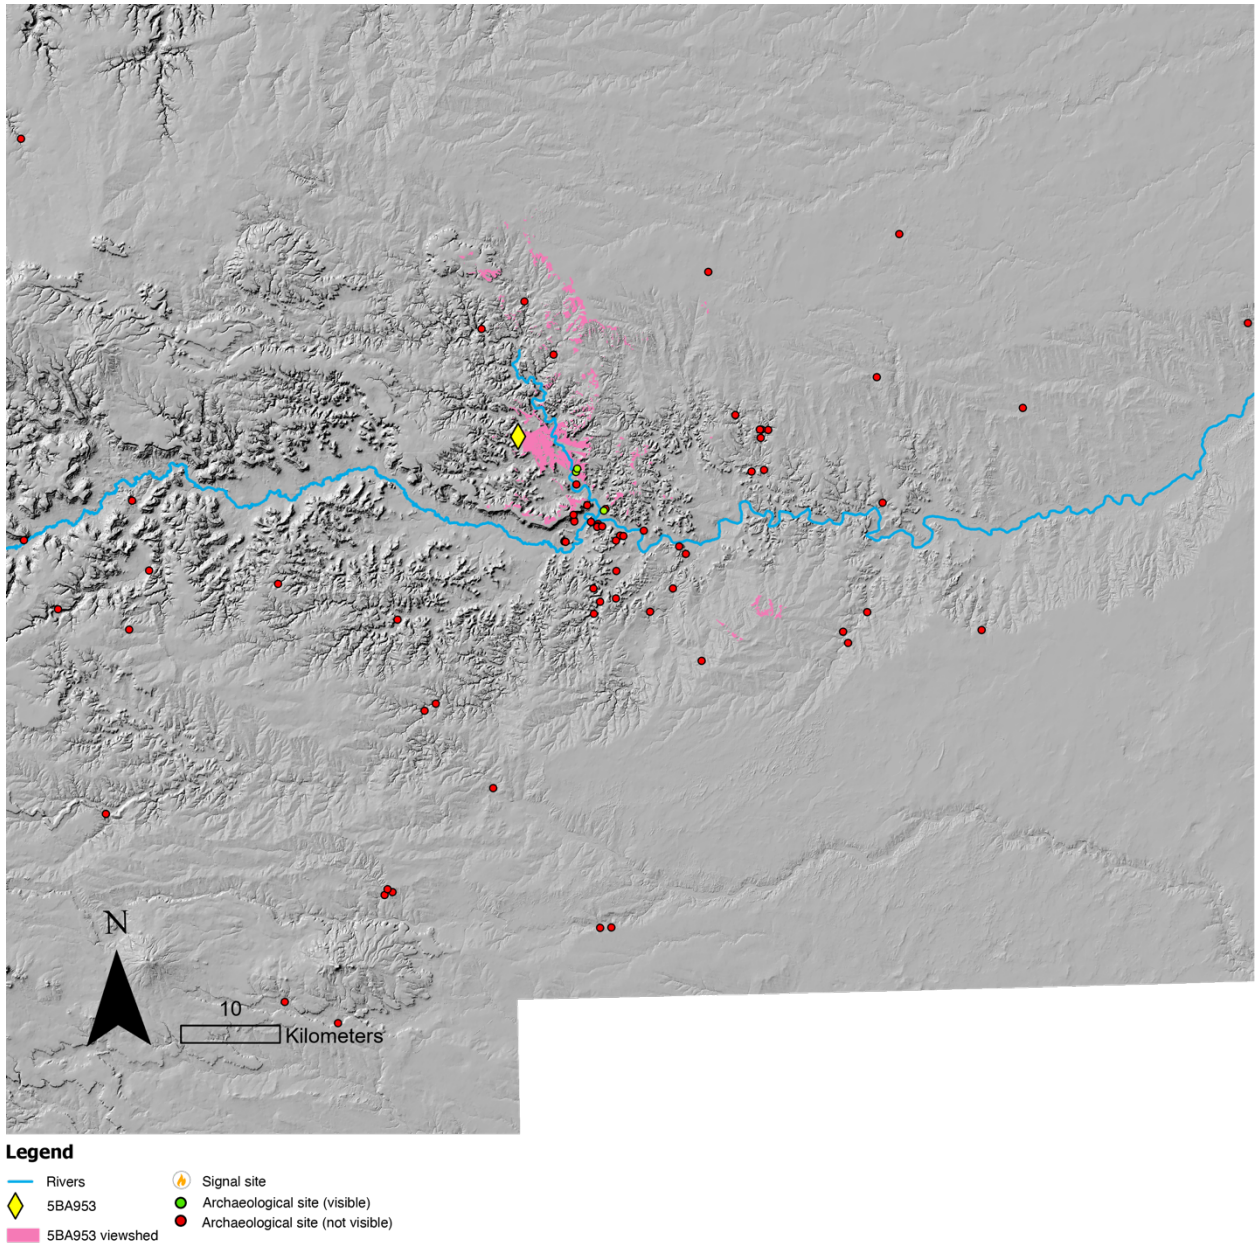 N
10
Kilometers
Legend
Rivers
5BA953
5BA953 viewshed
Signal site
Archaeological site (visible)
Archaeological site (not visible)